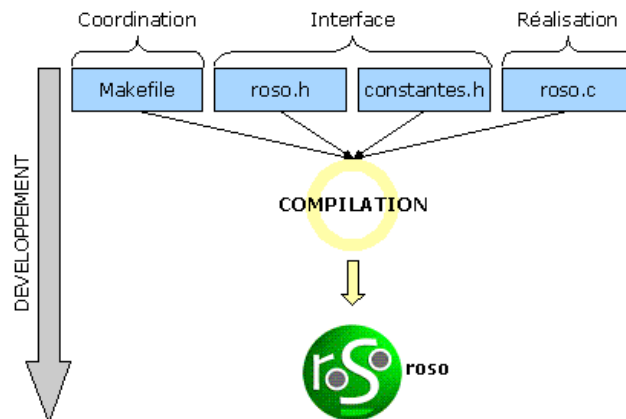 Coordination
Interface
Réalisation
Makefile
roso.h
constantes.h
roso.c
COMPILATION
DEVELOPPEMENT
roSo
roso